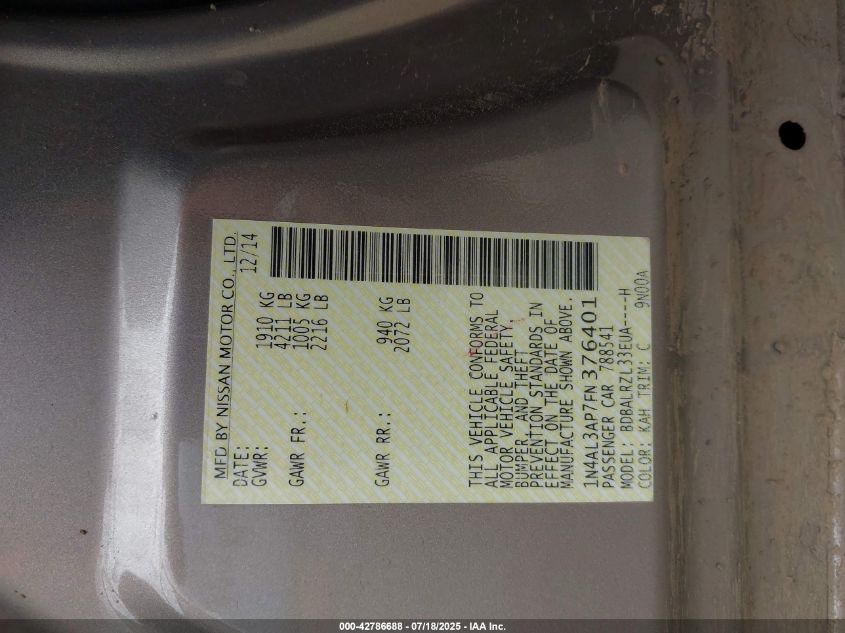 MFD BY NISSAN MOTOR CO., LTD.
DATE: 12/14
GVWR: 1910 KG
4211 LB
GAWR FR.: 1005 KG
2216 LB
GAWR RR.: 940 KG
2072 LB
THIS VEHICLE CONFORMS TO
ALL APPLICABLE FEDERAL
MOTOR VEHICLE SAFETY,
BUMPER, AND THEFT
PREVENTION STANDARDS IN
EFFECT ON THE DATE OF
MANUFACTURE SHOWN ABOVE.
1N4AL3AP7FN376401
PASSENGER CAR 788541
MODEL: BDBALRZL33EUA----H
COLOR: KAH TRIM: C 9N00A
000-42786688 - 07/18/2025 - IAA Inc.